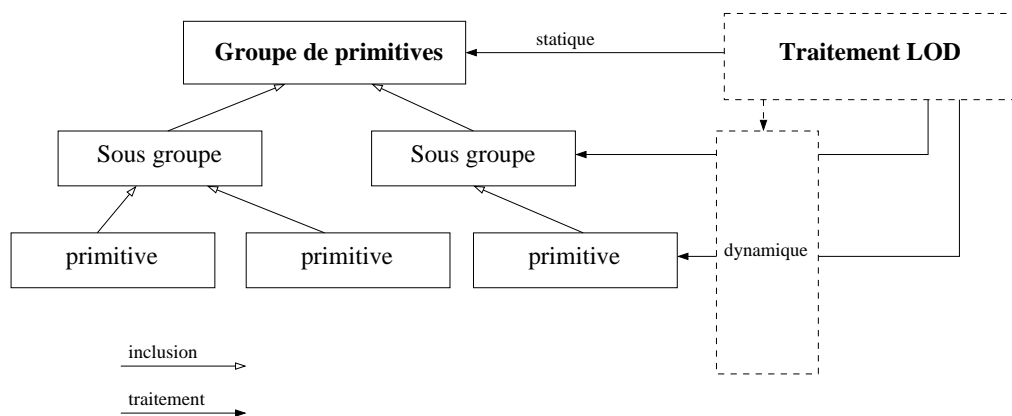 statique
Groupe de primitives
Traitement LOD
Sous groupe
Sous groupe
primitive
primitive
primitive
dynamique
inclusion
traitement